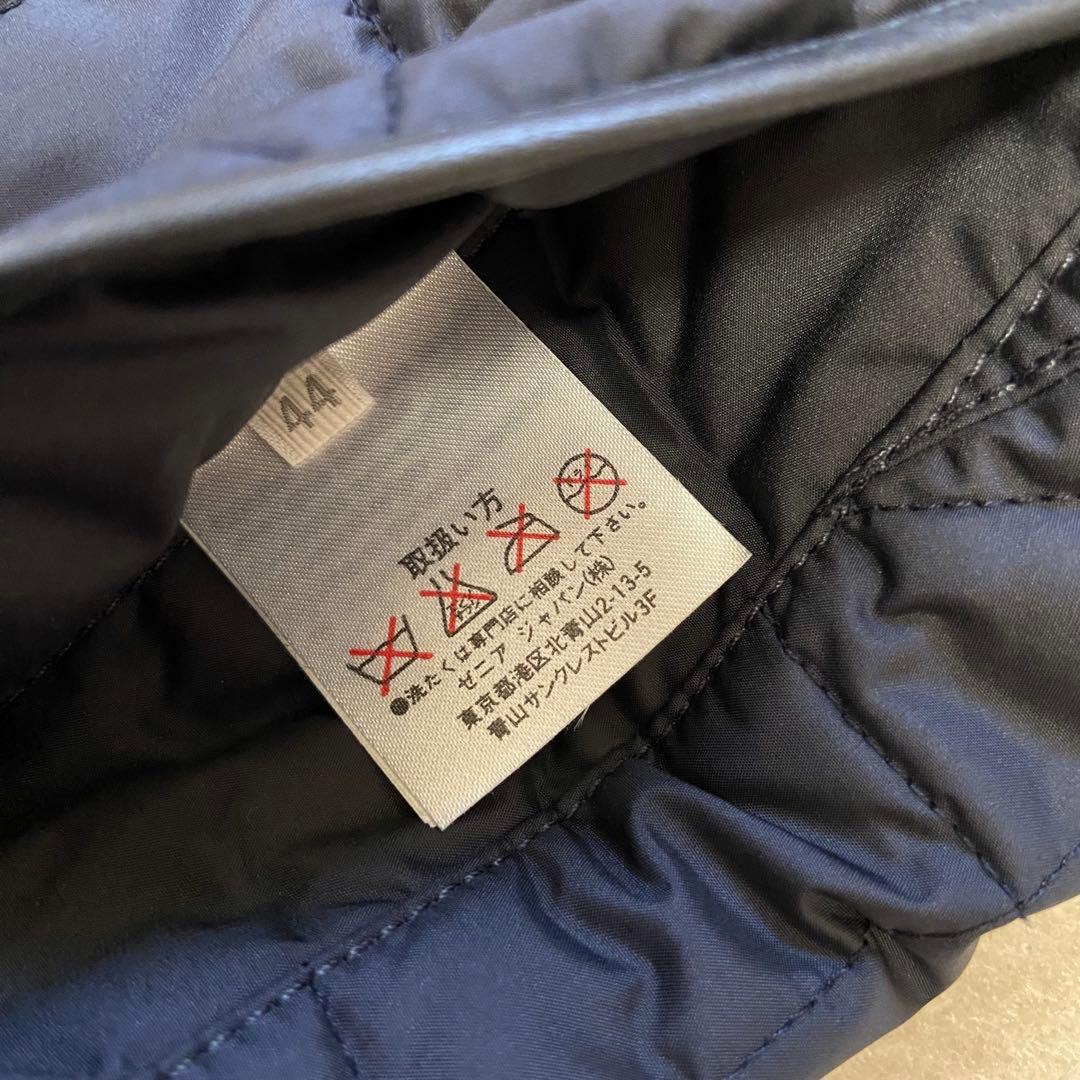 44
取扱い方
●洗たくは専門店に相談して下さい。
ゼニア ジャパン(株)
東京都港区北青山2-13-5
青山サンクレストビル3F